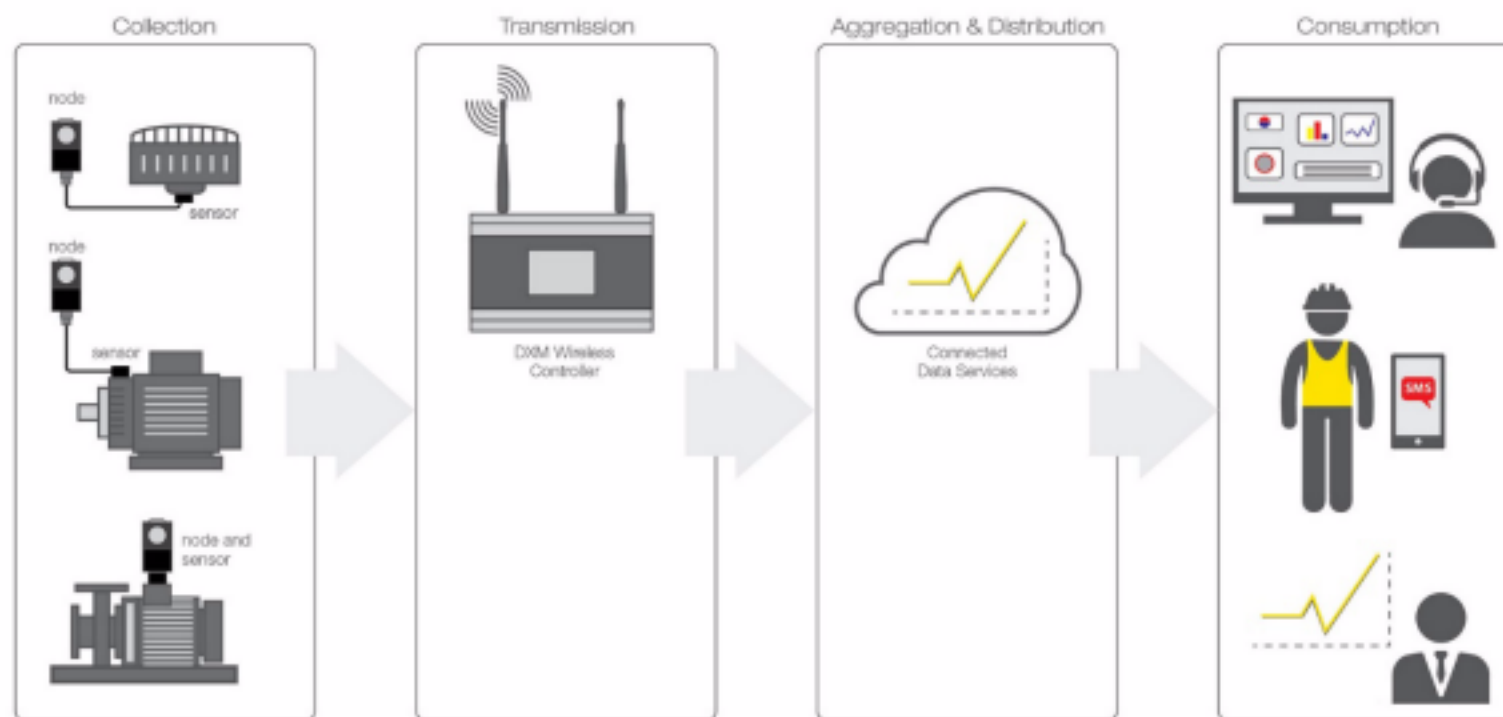 Collection
Transmission
Aggregation & Distribution
Consumption
node
sensor
node
sensor
node and
sensor
DXM Wireless
Controller
Connected
Data Services
SMS